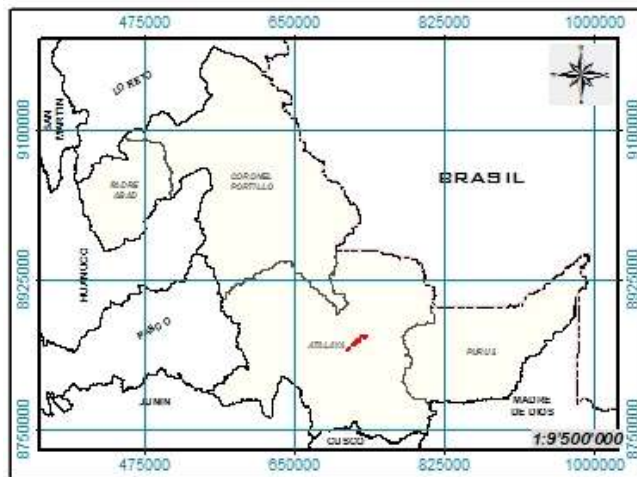 475000 650000 825000 1000000
LORETO
SAN
MARTIN
9100000 9100000
PADRE
ABAD
CORONEL
PORTILLO
BRASIL
HUANUCO
8925000 8925000
PASCO
ATALAYA
PURUS
JUNIN
MADRE
DE DIOS
CUSCO
8750000 8750000
1:9'500'000
475000 650000 825000 1000000